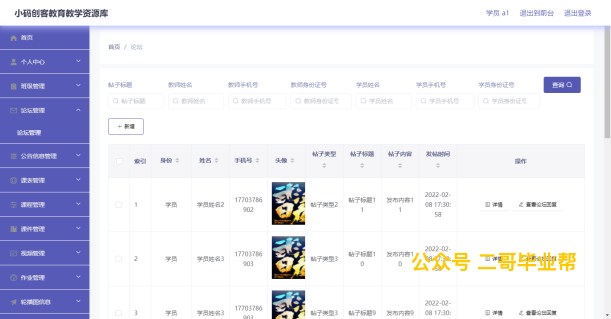 小码创客教育教学资源库
学员 a1 退出到前台 退出登录
首页
个人中心
班级管理
论坛管理
论坛管理
公告信息管理
课表管理
课程管理
课件管理
视频管理
作业管理
轮播图信息
首页 / 论坛
帖子标题 教师姓名 教师手机号 教师身份证号 学员姓名 学员手机号 学员身份证号
帖子标题 教师姓名 教师手机号 教师身份证号 学员姓名 学员手机号 学员身份证号 查询
+ 新增
索引 身份 姓名 手机号 头像 帖子类型 帖子标题 帖子内容 发帖时间 操作
1 学员 学员姓名2 17703786902 帖子类型2 帖子标题11 发布内容11 2022-02-08 17:30:58 详情 查看论坛回复
2 学员 学员姓名3 17703786903 帖子类型3 帖子标题10 发布内容10 详情
公众号 二哥毕业帮
3 学员 学员姓名3 17703786903 帖子类型3 帖子标题9 发布内容9 2022-02-08 17:30: 详情 查看论坛回复